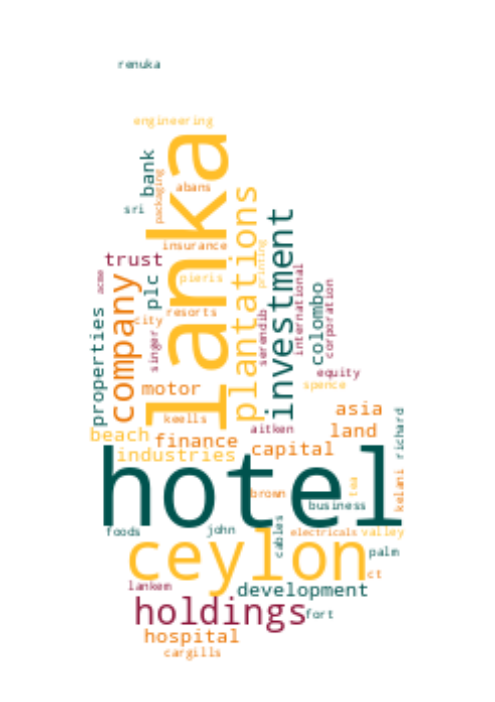 renuka
engineering
bank
packaging
abans
sri
lanka
insurance
plantations
printing
investment
trust
acme
company
plc
pieris
resorts
city
singer
serendib
international
colombo
corporation
properties
motor
equity
spence
keells
asia
beach
finance
aitken
land
richard
industries
capital
hotel
brown
tea
kelani
business
foods
john
cables
electricals
valley
ceylon
palm
ct
lankem
development
holdings
fort
hospital
cargills